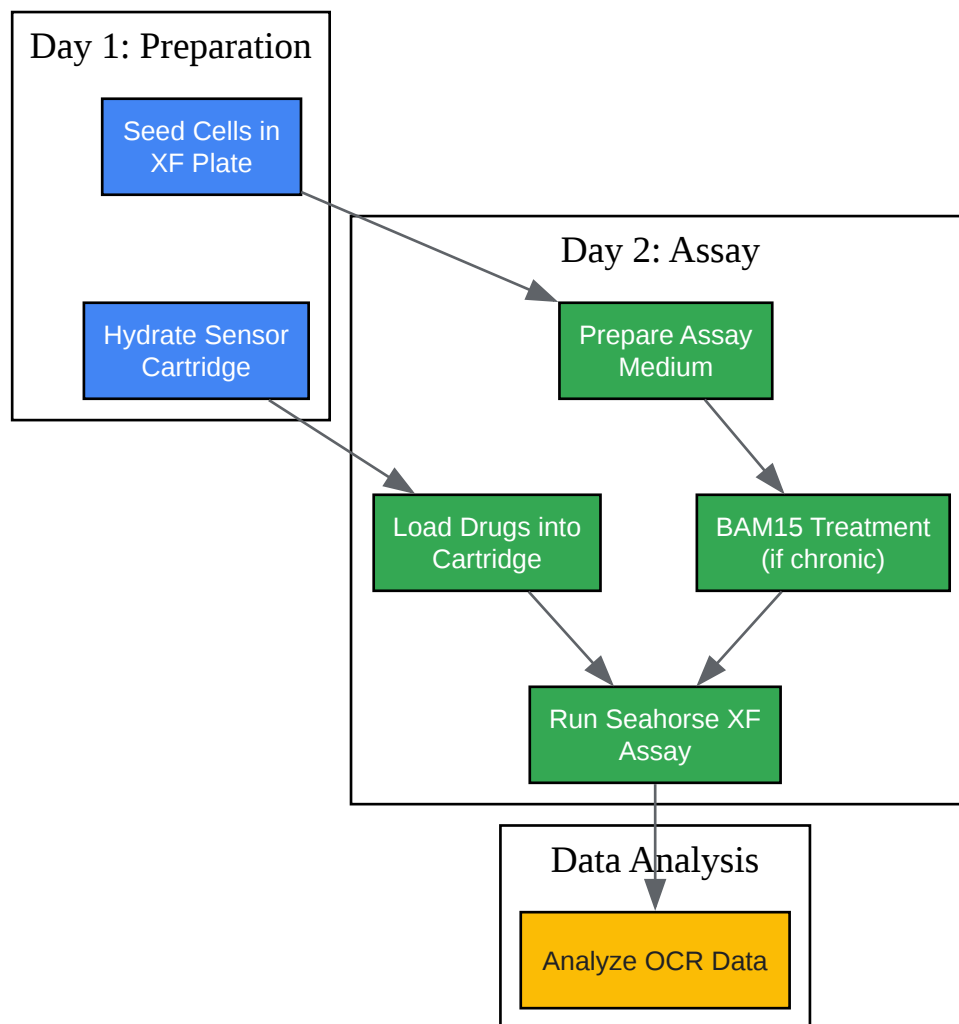 Day 1: Preparation
Seed Cells in
XF Plate
Hydrate Sensor
Cartridge
Day 2: Assay
Prepare Assay
Medium
Load Drugs into
Cartridge
BAM15 Treatment
(if chronic)
Run Seahorse XF
Assay
Data Analysis
Analyze OCR Data